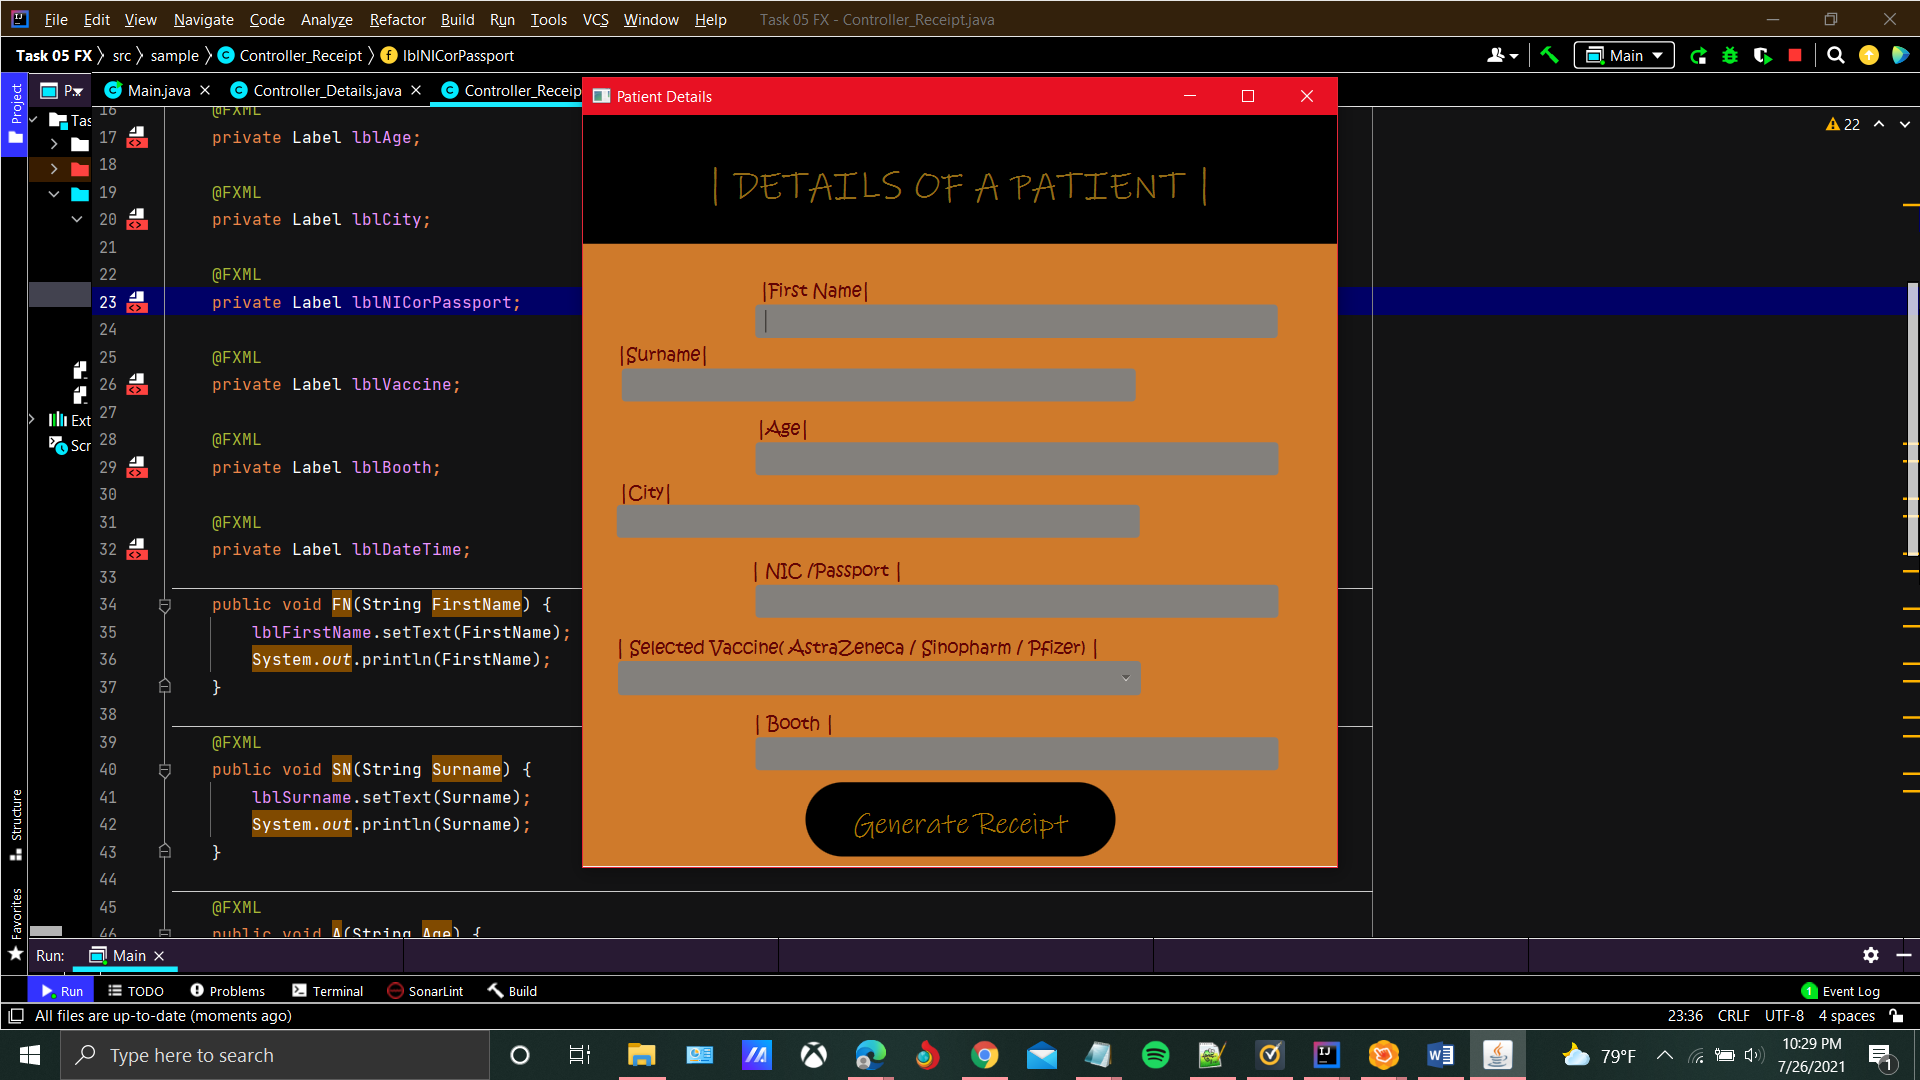 File Edit View Navigate Code Analyze Refactor Build Run Tools VCS Window Help Task 05 FX - Controller_Receipt.java
Task 05 FX src sample Controller_Receipt lblNICorPassport Main
Project P... Main.java Controller_Details.java Controller_Receip
Patient Details
22
16 @FXML
17 private Label lblAge;
18
19 @FXML
20 private Label lblCity;
21
22 @FXML
23 private Label lblNICorPassport;
24
25 @FXML
26 private Label lblVaccine;
27
28 @FXML
29 private Label lblBooth;
30
31 @FXML
32 private Label lblDateTime;
33
34 public void FN(String FirstName) {
35 lblFirstName.setText(FirstName);
36 System.out.println(FirstName);
37 }
38
39 @FXML
40 public void SN(String Surname) {
41 lblSurname.setText(Surname);
42 System.out.println(Surname);
43 }
44
45 @FXML
46 public void A(String Age) {
Tas
Ext
Scr
| DETAILS OF A PATIENT |
|First Name|
|Surname|
|Age|
|City|
| NIC /Passport |
| Selected Vaccine( AstraZeneca / Sinopharm / Pfizer) |
| Booth |
Generate Receipt
Structure
Favorites
Run: Main
Run TODO Problems Terminal SonarLint Build 1 Event Log
All files are up-to-date (moments ago) 23:36 CRLF UTF-8 4 spaces
Type here to search 79°F 10:29 PM
7/26/2021 1